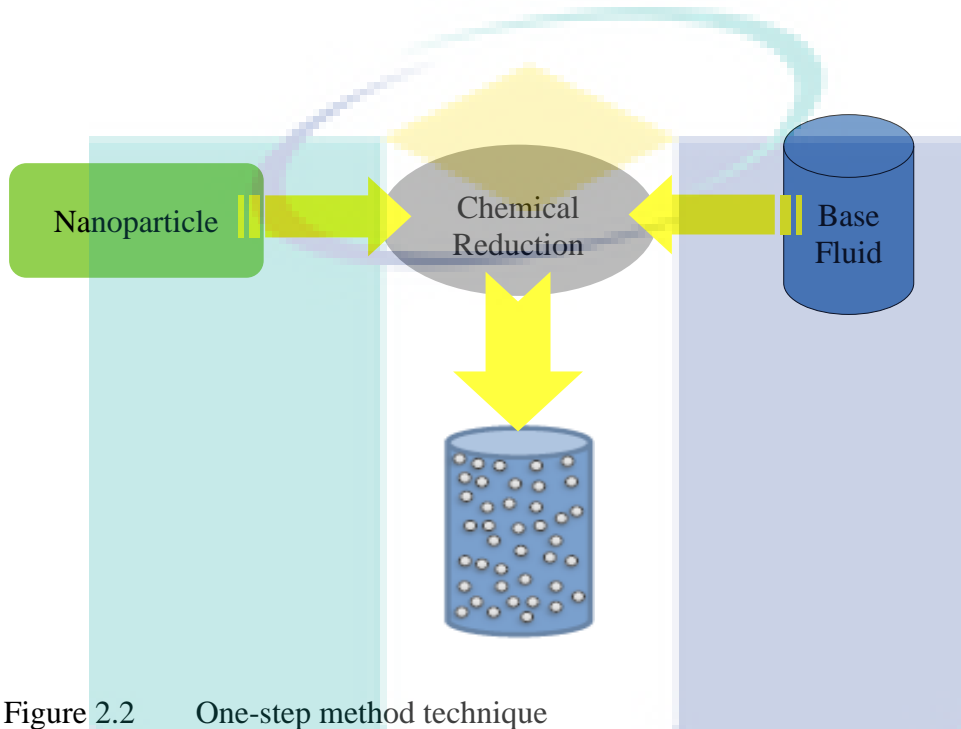 Nanoparticle
Chemical
Reduction
Base
Fluid
Figure 2.2 One-step method technique